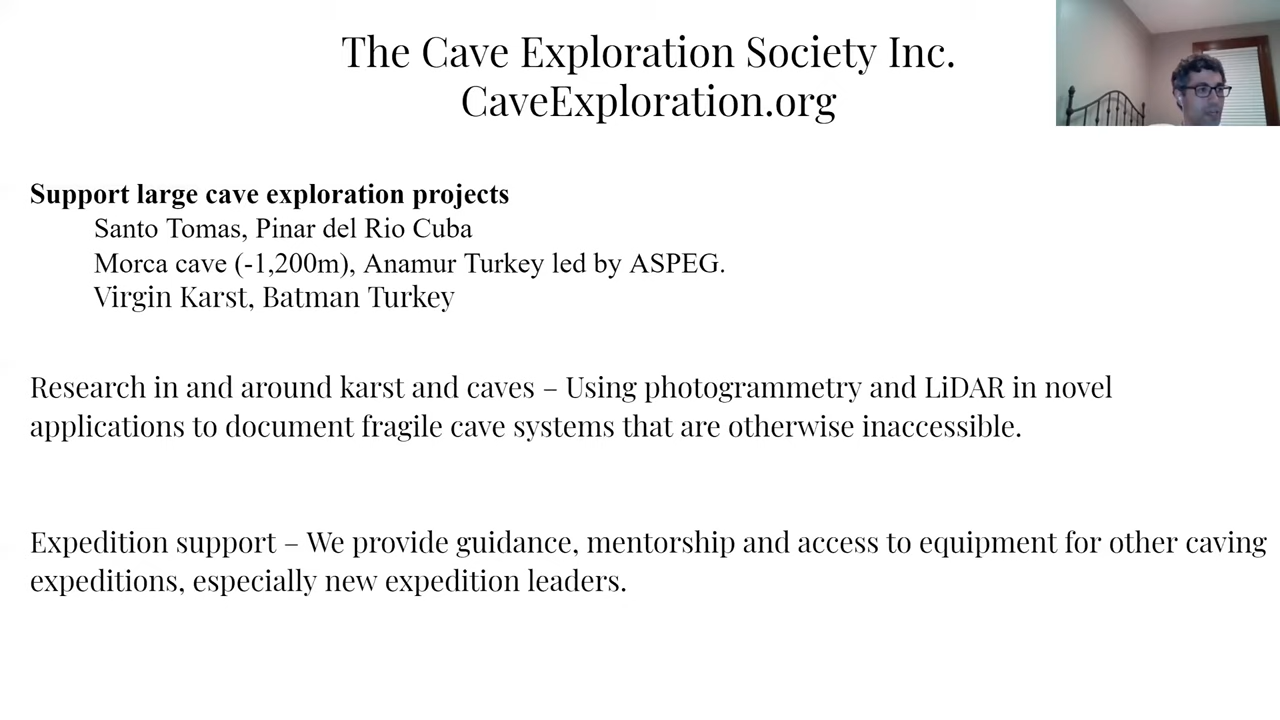 The Cave Exploration Society Inc.
CaveExploration.org
Support large cave exploration projects
Santo Tomas, Pinar del Rio Cuba
Morca cave (-1,200m), Anamur Turkey led by ASPEG.
Virgin Karst, Batman Turkey
Research in and around karst and caves – Using photogrammetry and LiDAR in novel
applications to document fragile cave systems that are otherwise inaccessible.
Expedition support – We provide guidance, mentorship and access to equipment for other caving
expeditions, especially new expedition leaders.